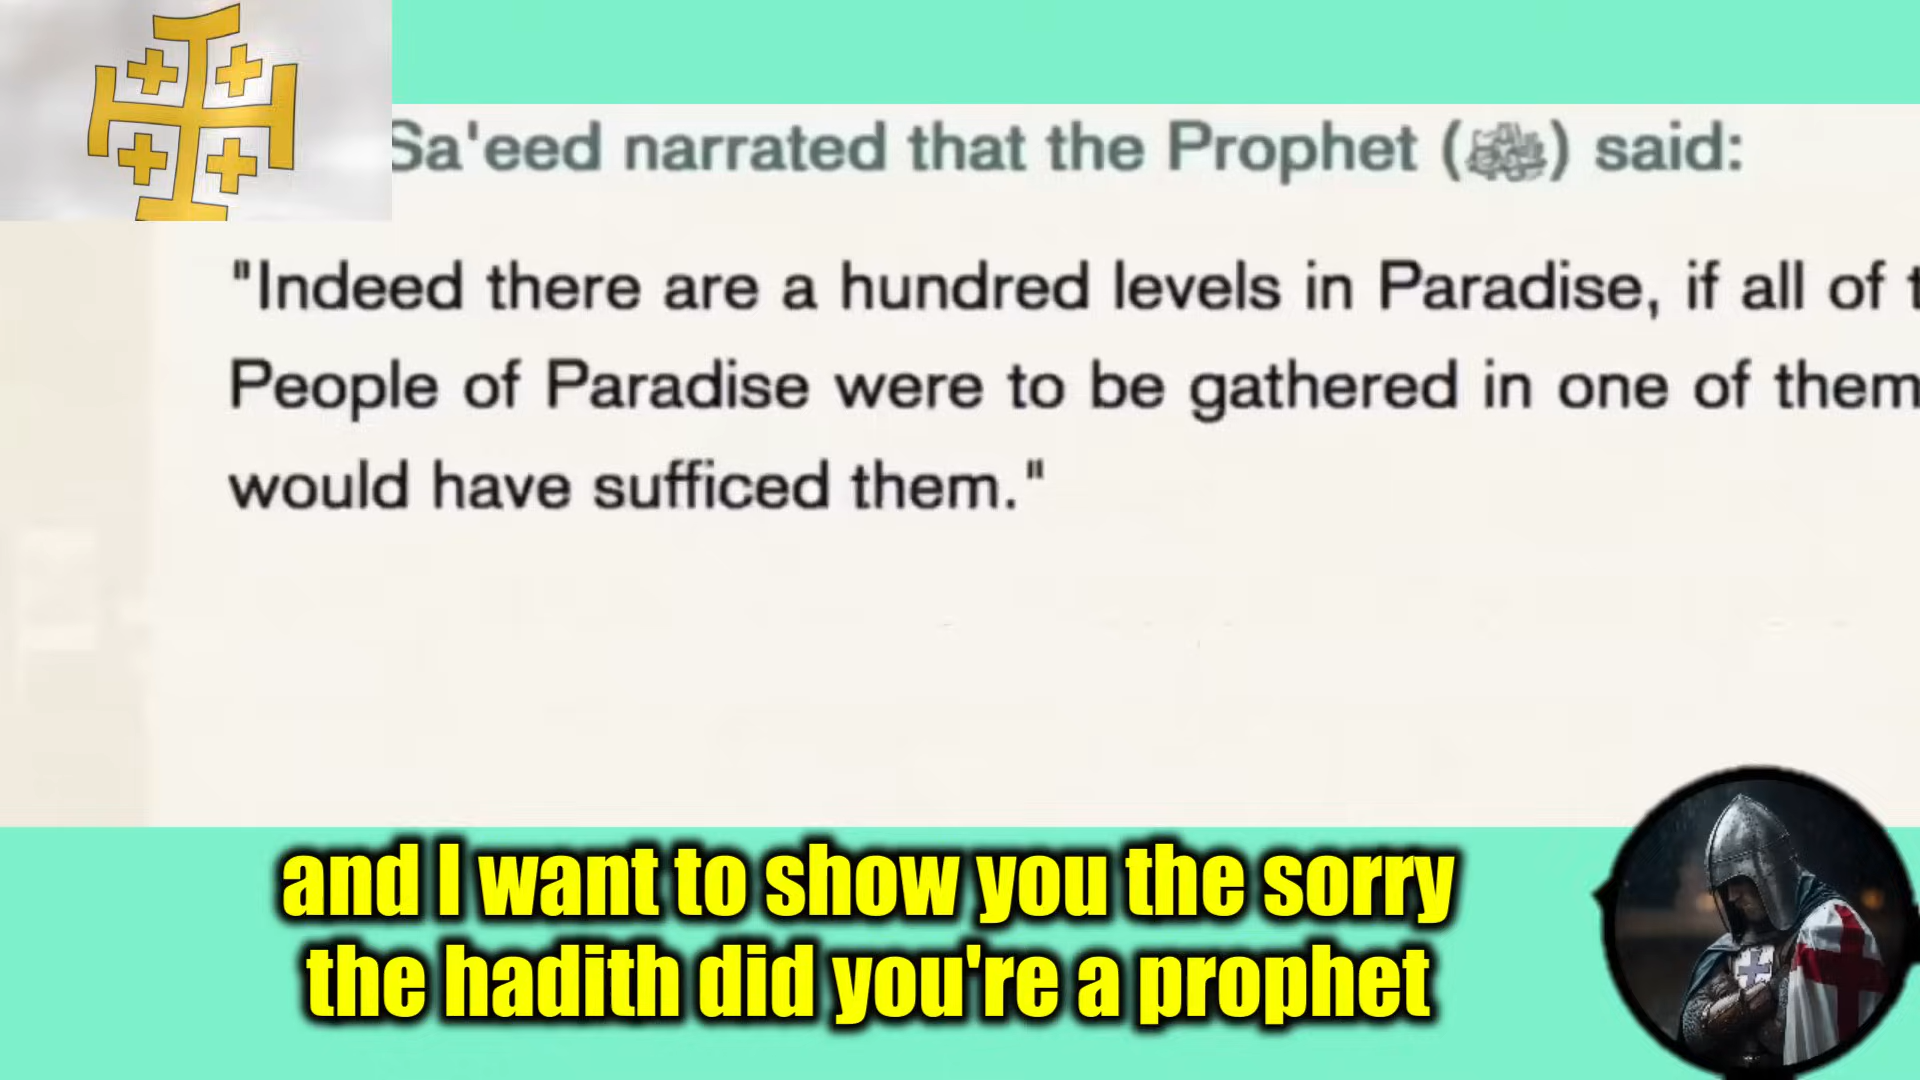 Sa'eed narrated that the Prophet (ﷺ) said:
"Indeed there are a hundred levels in Paradise, if all of
People of Paradise were to be gathered in one of them
would have sufficed them."
and I want to show you the sorry
the hadith did you're a prophet